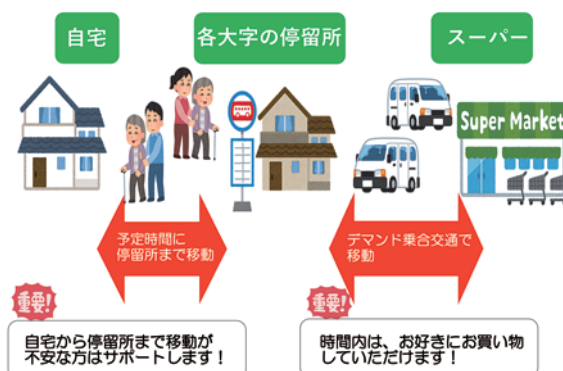 自宅
各大字の停留所
スーパー
Super Market
予定時間に
停留所まで移動
デマンド乗合交通で
移動
重要!
自宅から停留所まで移動が
不安な方はサポートします！
重要!
時間内は、お好きにお買い物
していただけます！